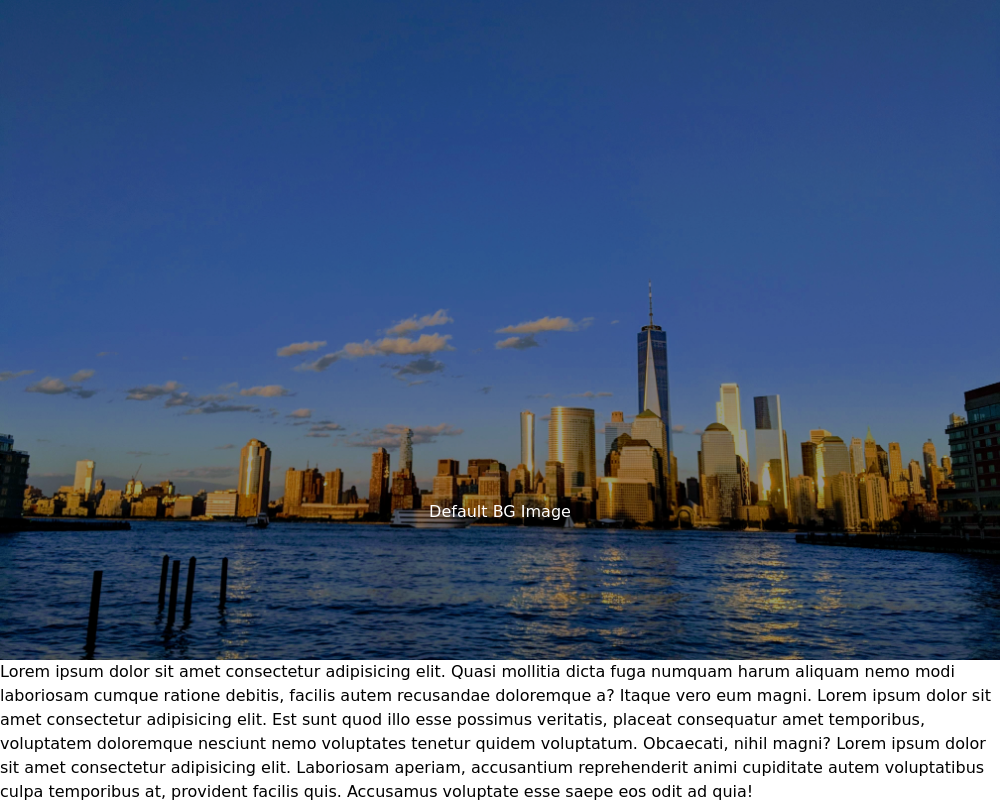 Default BG Image
Lorem ipsum dolor sit amet consectetur adipisicing elit. Quasi mollitia dicta fuga numquam harum aliquam nemo modi
laboriosam cumque ratione debitis, facilis autem recusandae doloremque a? Itaque vero eum magni. Lorem ipsum dolor sit
amet consectetur adipisicing elit. Est sunt quod illo esse possimus veritatis, placeat consequatur amet temporibus,
voluptatem doloremque nesciunt nemo voluptates tenetur quidem voluptatum. Obcaecati, nihil magni? Lorem ipsum dolor
sit amet consectetur adipisicing elit. Laboriosam aperiam, accusantium reprehenderit animi cupiditate autem voluptatibus
culpa temporibus at, provident facilis quis. Accusamus voluptate esse saepe eos odit ad quia!